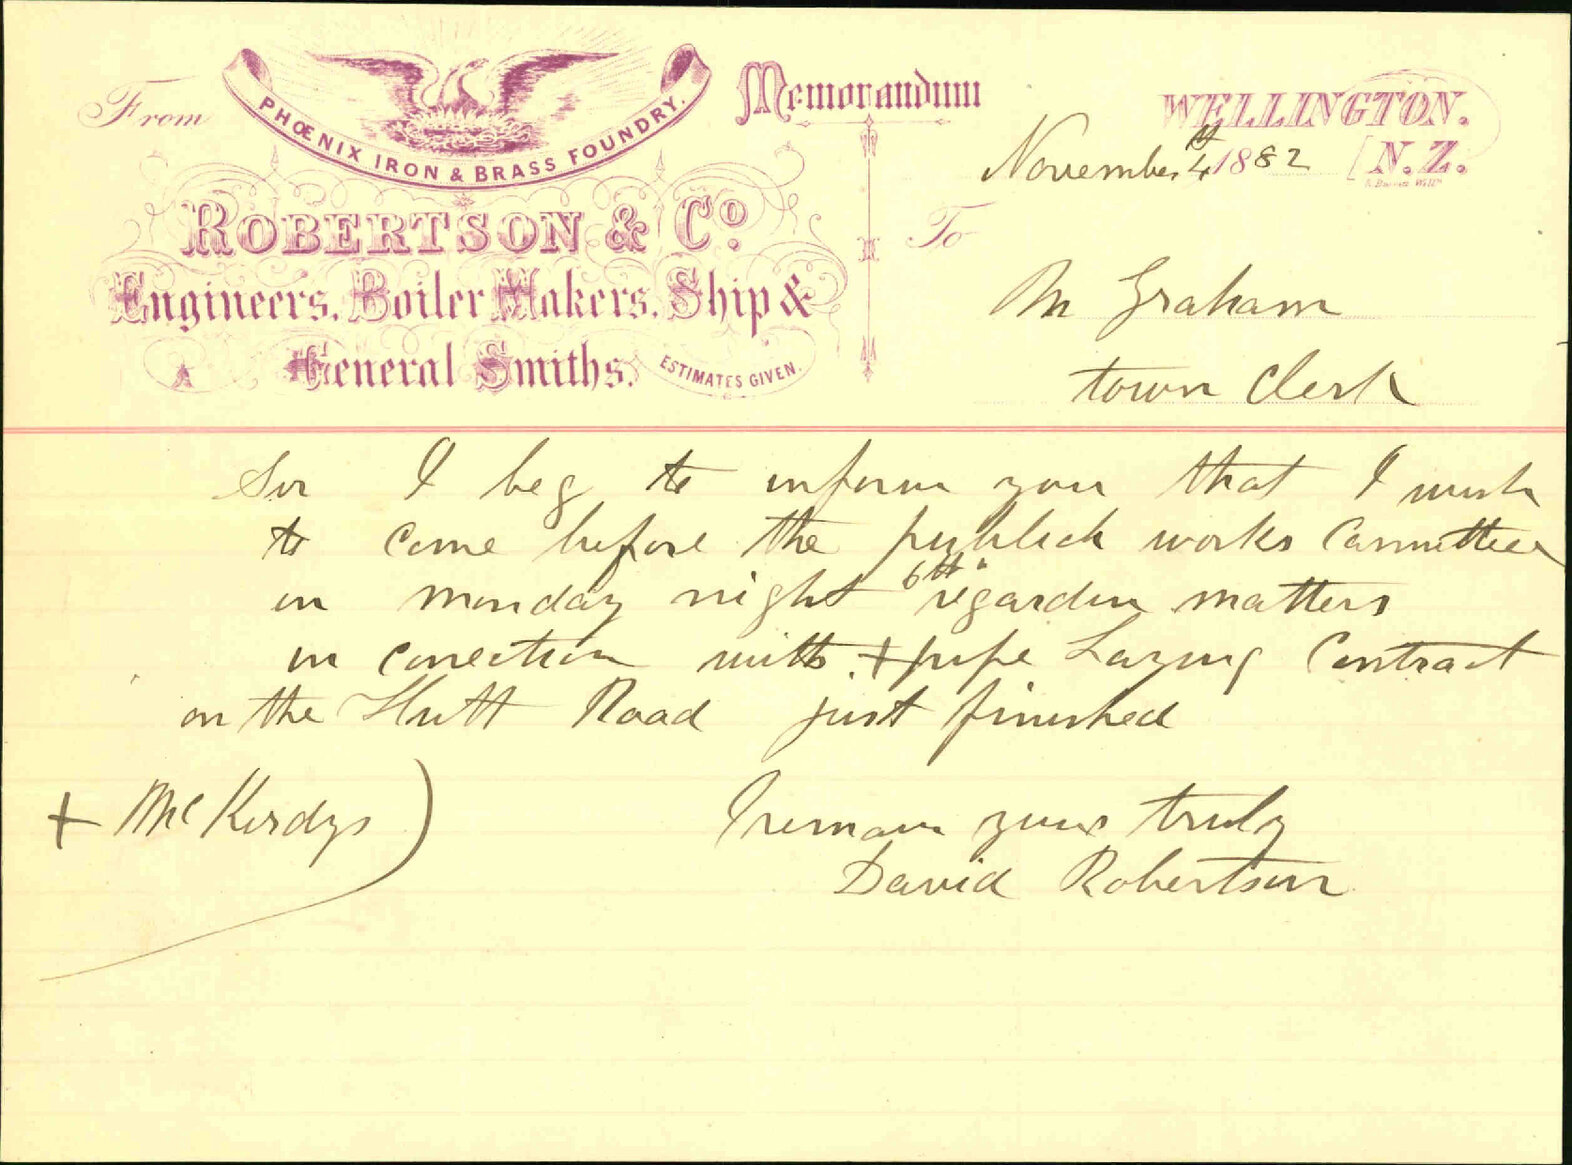 From
PHŒNIX IRON & BRASS FOUNDRY.
Memorandum
WELLINGTON.
N.Z.
November 4th 1882
ROBERTSON & Co.
Engineers, Boiler Makers, Ship &
General Smiths.
ESTIMATES GIVEN.
To
Mr Graham
town Clerk
Sir I beg to inform you that I wish
to come before the publick works Committee
on monday night 6th regardin matters
in conection with + pipe Laying Contract
on the Hutt Road just finished
+ McKirdys)
I remain yours truly
David Robertson